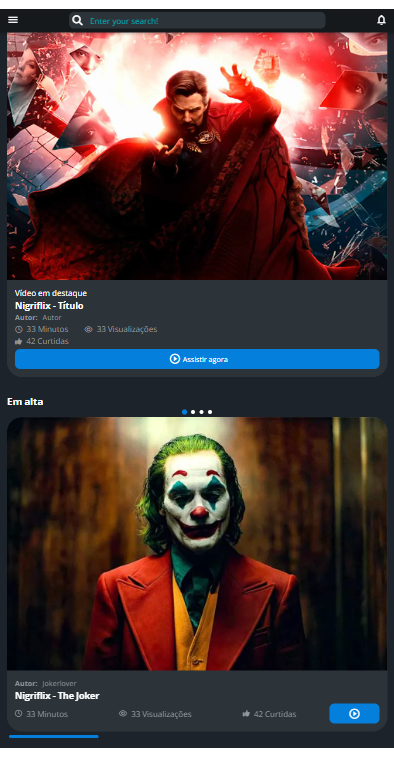 Enter your search!
Vídeo em destaque
Nigriflix - Título
Autor: Autor
33 Minutos 33 Visualizações
42 Curtidas
Assistir agora
Em alta
Autor: Jokerlover
Nigriflix - The Joker
33 Minutos 33 Visualizações 42 Curtidas